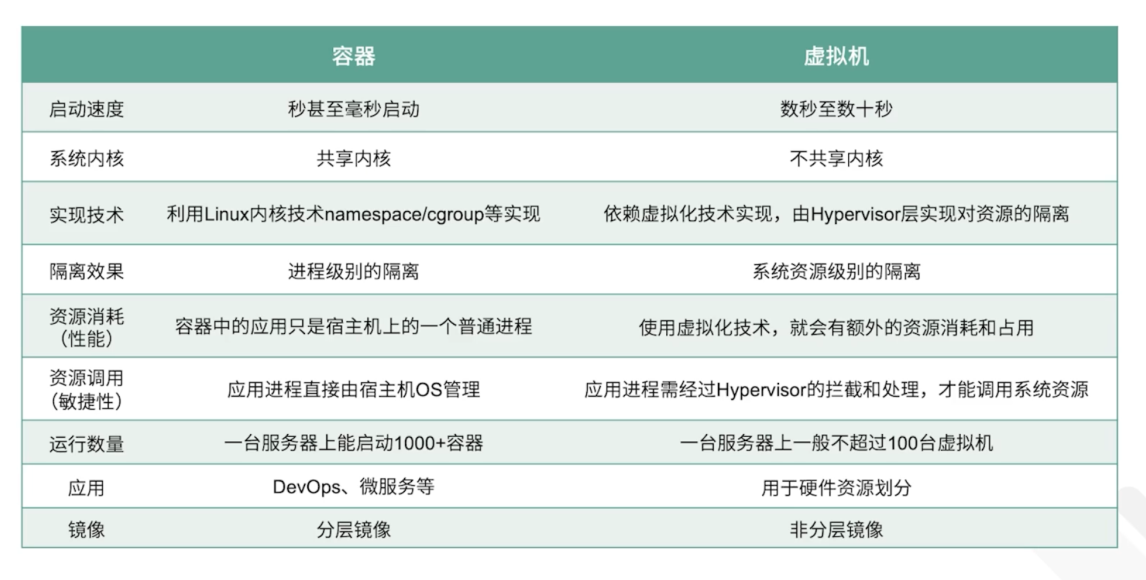 容器 虚拟机
启动速度 秒甚至毫秒启动 数秒至数十秒
系统内核 共享内核 不共享内核
实现技术 利用Linux内核技术namespace/cgroup等实现 依赖虚拟化技术实现，由Hypervisor层实现对资源的隔离
隔离效果 进程级别的隔离 系统资源级别的隔离
资源消耗
（性能） 容器中的应用只是宿主机上的一个普通进程 使用虚拟化技术，就会有额外的资源消耗和占用
资源调用
（敏捷性） 应用进程直接由宿主机OS管理 应用进程需经过Hypervisor的拦截和处理，才能调用系统资源
运行数量 一台服务器上能启动1000+容器 一台服务器上一般不超过100台虚拟机
应用 DevOps、微服务等 用于硬件资源划分
镜像 分层镜像 非分层镜像